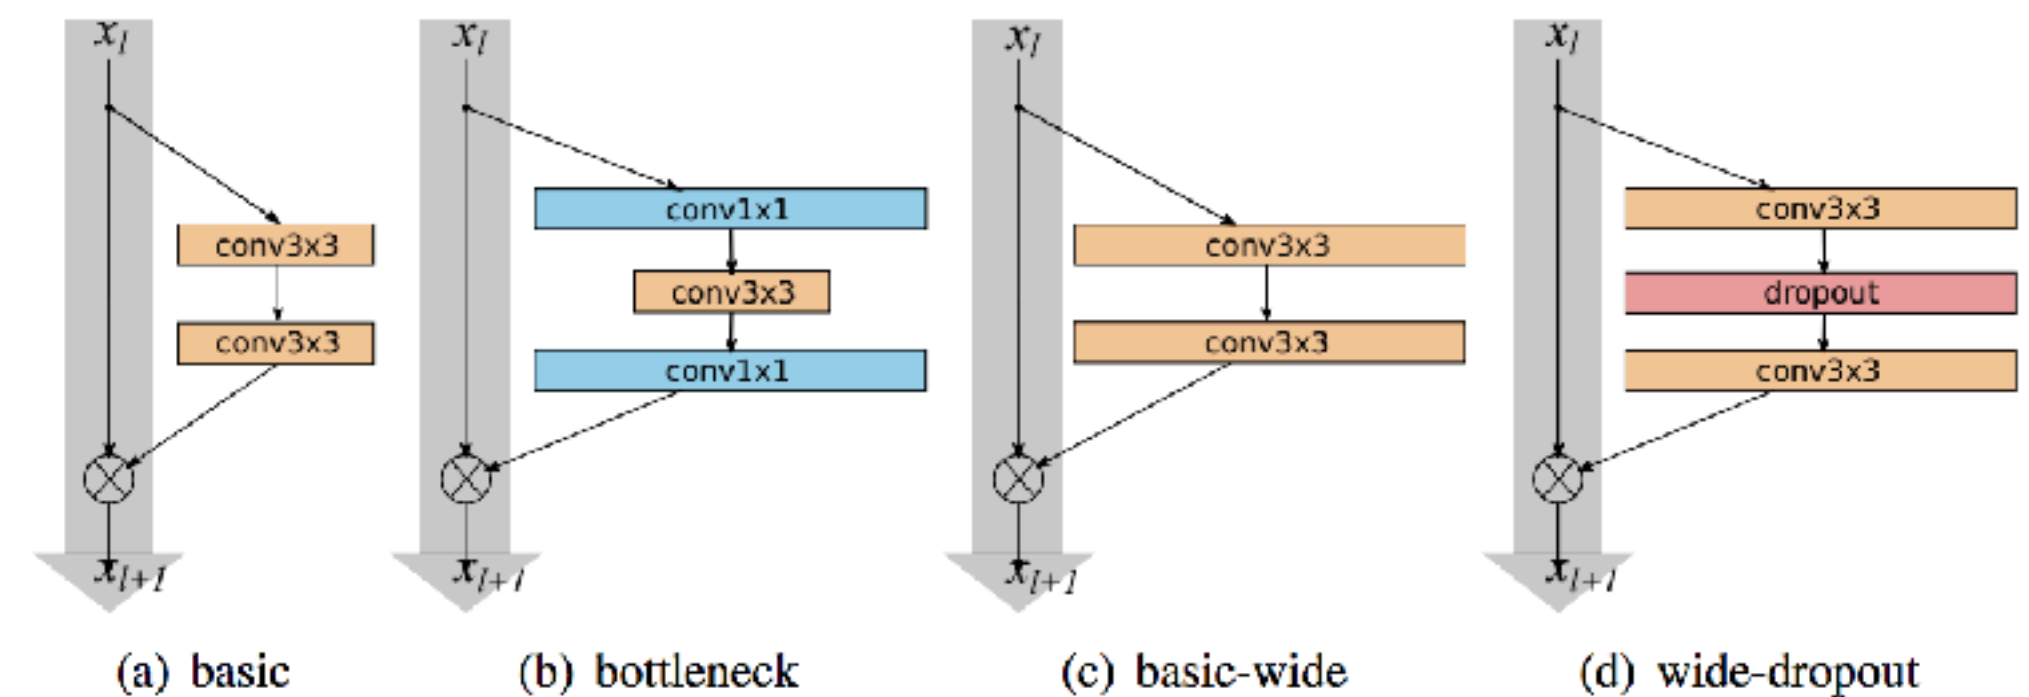 x_l
conv3x3
conv3x3
x_{l+1}
(a) basic
x_l
conv1x1
conv3x3
conv1x1
x_{l+1}
(b) bottleneck
x_l
conv3x3
conv3x3
x_{l+1}
(c) basic-wide
x_l
conv3x3
dropout
conv3x3
x_{l+1}
(d) wide-dropout